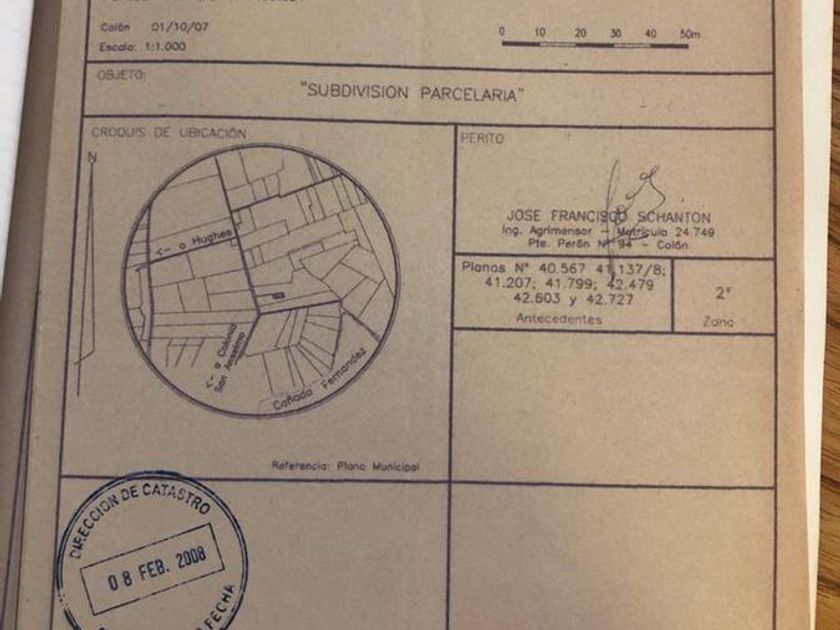 Colón 01/10/07
Escala: 1:1.000
0 10 20 30 40 50m
OBJETO:
"SUBDIVISION PARCELARIA"
CROQUIS DE UBICACIÓN
N
<- a Hughes
<- a Colonia
San Anselmo
Cañada Fernandez
Referencia: Plano Municipal
PERITO
JOSE FRANCISCO SCHANTON
Ing. Agrimensor - Matrícula 24.749
Pte. Perón Nº 94 - Colón
Planos Nº 40.567 41.137/8;
41.207; 41.799; 42.479
42.603 y 42.727
Antecedentes
2º
Zona
DIRECCION DE CATASTRO
08 FEB. 2008
FECHA